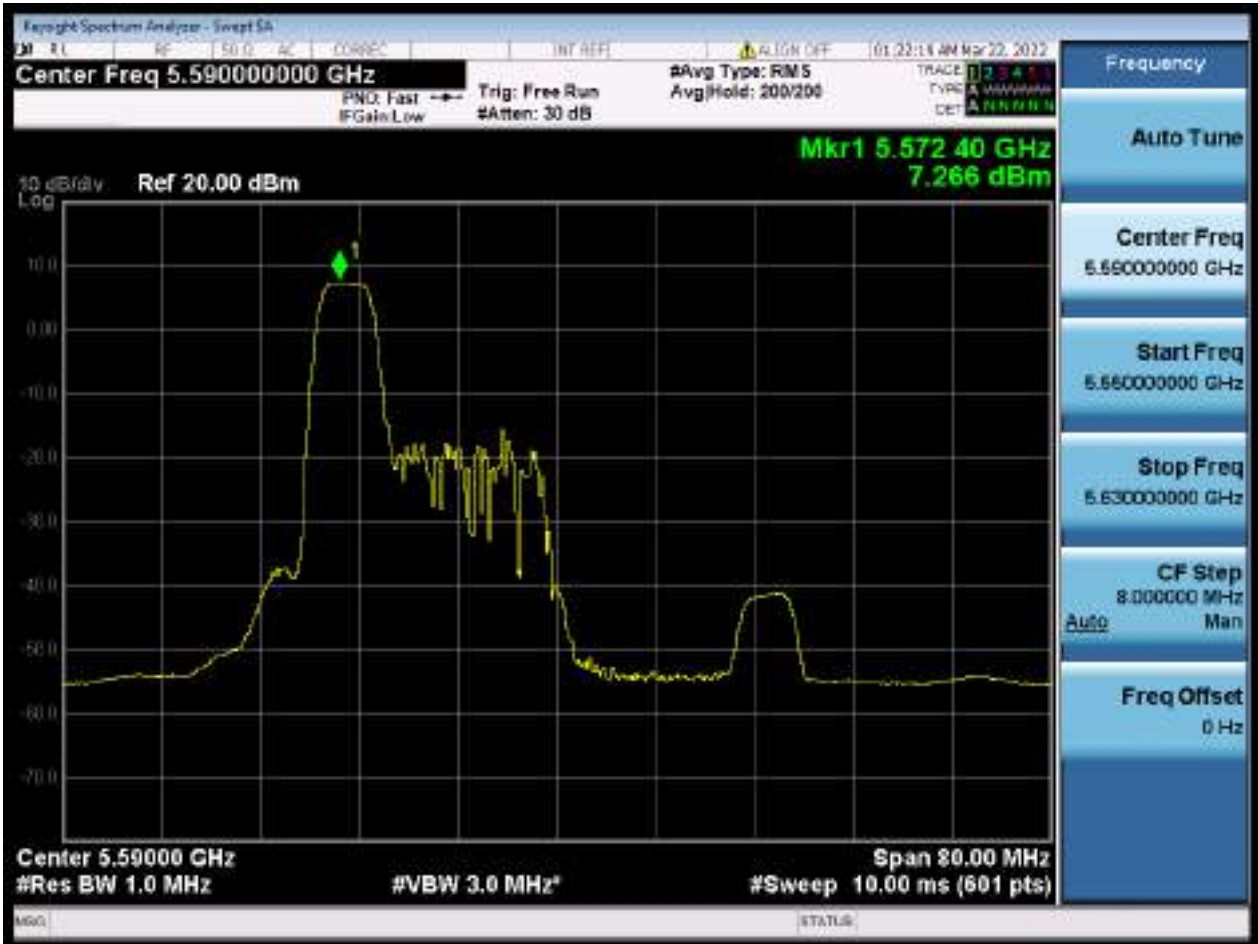 Keysight Spectrum Analyzer - Swept SA
RL RF 50 Ω AC CORREC INT REF ALIGN OFF 01:22:14 AM Mar 22, 2022
Center Freq 5.590000000 GHz
PNO: Fast
IFGain:Low
Trig: Free Run
#Atten: 30 dB
#Avg Type: RMS
Avg|Hold: 200/200
TRACE 1 2 3 4 5 6
TYPE A
DET A N N N N N
Mkr1 5.572 40 GHz
7.266 dBm
10 dB/div Ref 20.00 dBm
Log
10.0
0.00
-10.0
-20.0
-30.0
-40.0
-50.0
-60.0
-70.0
1
Center 5.59000 GHz
Span 80.00 MHz
#Res BW 1.0 MHz
#VBW 3.0 MHz*
#Sweep 10.00 ms (601 pts)
MSG
STATUS
Frequency
Auto Tune
Center Freq
5.590000000 GHz
Start Freq
5.550000000 GHz
Stop Freq
5.630000000 GHz
CF Step
8.000000 MHz
Auto Man
Freq Offset
0 Hz